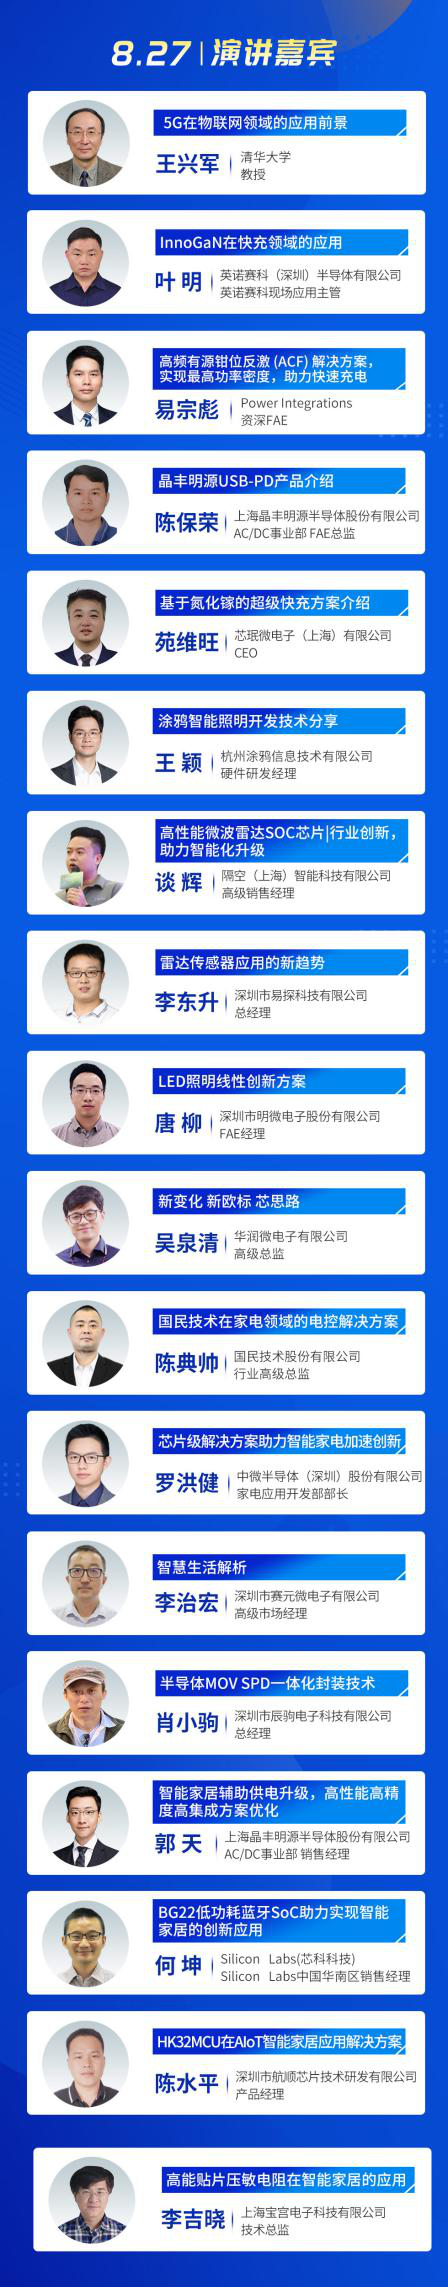 8.27 | 演讲嘉宾
5G在物联网领域的应用前景
王兴军
清华大学
教授
InnoGaN在快充领域的应用
叶 明
英诺赛科（深圳）半导体有限公司
英诺赛科现场应用主管
高频有源钳位反激 (ACF) 解决方案，
实现最高功率密度，助力快速充电
易宗彪
Power Integrations
资深FAE
晶丰明源USB-PD产品介绍
陈保荣
上海晶丰明源半导体股份有限公司
AC/DC事业部 FAE总监
基于氮化镓的超级快充方案介绍
苑维旺
芯珉微电子（上海）有限公司
CEO
涂鸦智能照明开发技术分享
王 颖
杭州涂鸦信息技术有限公司
硬件研发经理
高性能微波雷达SOC芯片|行业创新，
助力智能化升级
谈 辉
隔空（上海）智能科技有限公司
高级销售经理
雷达传感器应用的新趋势
李东升
深圳市易探科技有限公司
总经理
LED照明线性创新方案
唐 柳
深圳市明微电子股份有限公司
FAE经理
新变化 新欧标 芯思路
吴泉清
华润微电子有限公司
高级总监
国民技术在家电领域的电控解决方案
陈典帅
国民技术股份有限公司
行业高级总监
芯片级解决方案助力智能家电加速创新
罗洪健
中微半导体（深圳）股份有限公司
家电应用开发部部长
智慧生活解析
李治宏
深圳市赛元微电子有限公司
高级市场经理
半导体MOV SPD一体化封装技术
肖小驹
深圳市辰驹电子科技有限公司
总经理
智能家居辅助供电升级，高性能高精
度高集成方案优化
郭 天
上海晶丰明源半导体股份有限公司
AC/DC事业部 销售经理
BG22低功耗蓝牙SoC助力实现智能
家居的创新应用
何 坤
Silicon Labs(芯科科技)
Silicon Labs中国华南区销售经理
HK32MCU在AIoT智能家居应用解决方案
陈水平
深圳市航顺芯片技术研发有限公司
产品经理
高能贴片压敏电阻在智能家居的应用
李吉晓
上海宝宫电子科技有限公司
技术总监